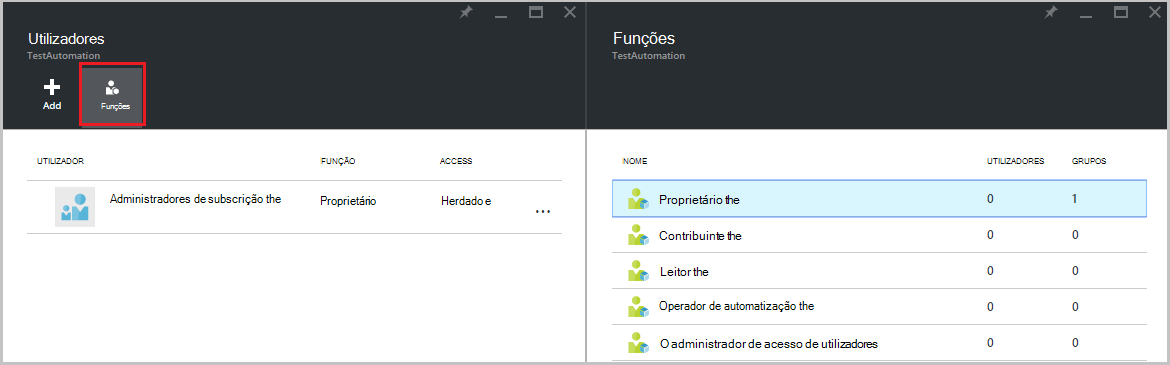 Utilizadores
TestAutomation
Add
Funções
UTILIZADOR FUNÇÃO ACCESS
Administradores de subscrição the Proprietário Herdado e ...
Funções
TestAutomation
NOME UTILIZADORES GRUPOS
Proprietário the 0 1
Contribuinte the 0 0
Leitor the 0 0
Operador de automatização the 0 0
O administrador de acesso de utilizadores 0 0